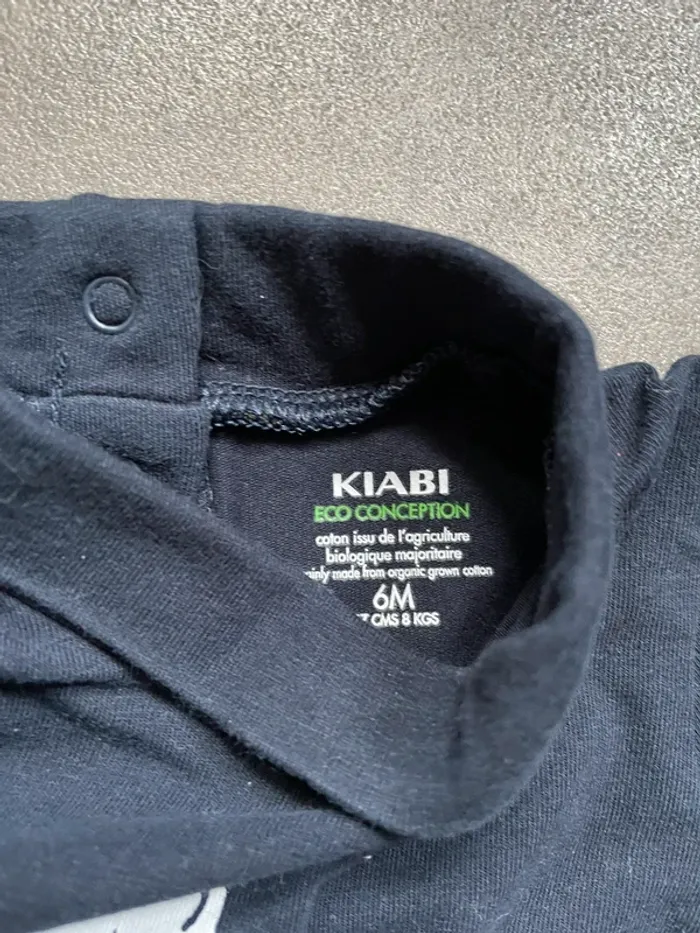 KIABI
ECO CONCEPTION
coton issu de l'agriculture
biologique majoritaire
made from organic grown cotton
6M
CMS 8 KGS